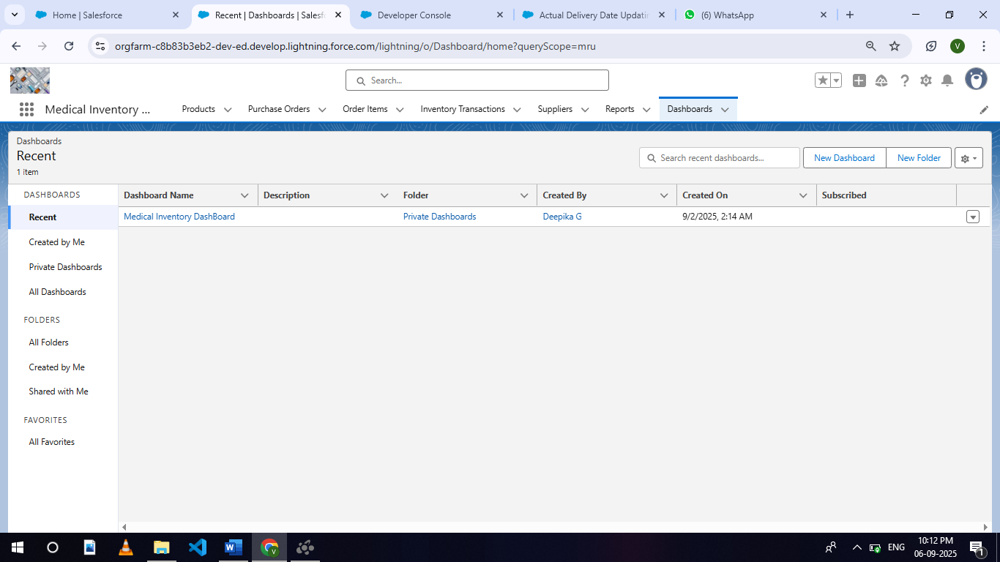 Home | Salesforce
Recent | Dashboards | Salesf
Developer Console
Actual Delivery Date Updatin
(6) WhatsApp
orgfarm-c8b83b3eb2-dev-ed.develop.lightning.force.com/lightning/o/Dashboard/home?queryScope=mru
V
Search...
Medical Inventory ...
Products
Purchase Orders
Order Items
Inventory Transactions
Suppliers
Reports
Dashboards
Dashboards
Recent
1 item
Search recent dashboards...
New Dashboard
New Folder
DASHBOARDS
Recent
Created by Me
Private Dashboards
All Dashboards
FOLDERS
All Folders
Created by Me
Shared with Me
FAVORITES
All Favorites
Dashboard Name
Description
Folder
Created By
Created On
Subscribed
Medical Inventory DashBoard
Private Dashboards
Deepika G
9/2/2025, 2:14 AM
ENG
10:12 PM
06-09-2025
1